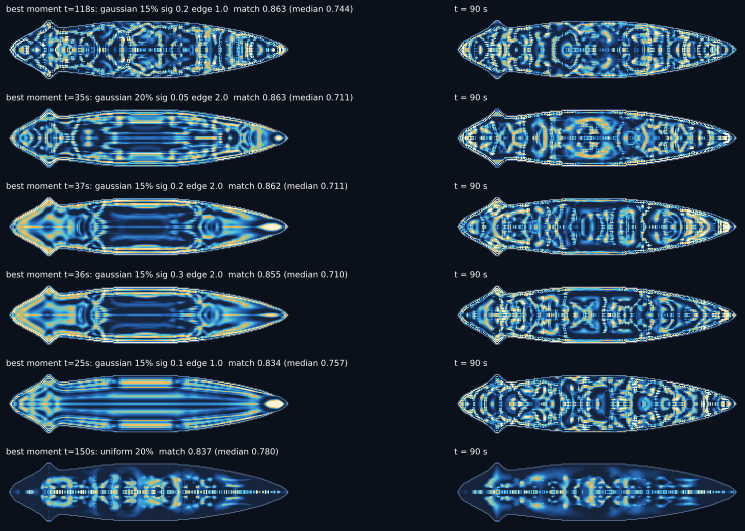 best moment t=118s: gaussian 15% sig 0.2 edge 1.0  match 0.863 (median 0.744)
t = 90 s
best moment t=35s: gaussian 20% sig 0.05 edge 2.0  match 0.863 (median 0.711)
t = 90 s
best moment t=37s: gaussian 15% sig 0.2 edge 2.0  match 0.862 (median 0.711)
t = 90 s
best moment t=36s: gaussian 15% sig 0.3 edge 2.0  match 0.855 (median 0.710)
t = 90 s
best moment t=25s: gaussian 15% sig 0.1 edge 1.0  match 0.834 (median 0.757)
t = 90 s
best moment t=150s: uniform 20%  match 0.837 (median 0.780)
t = 90 s